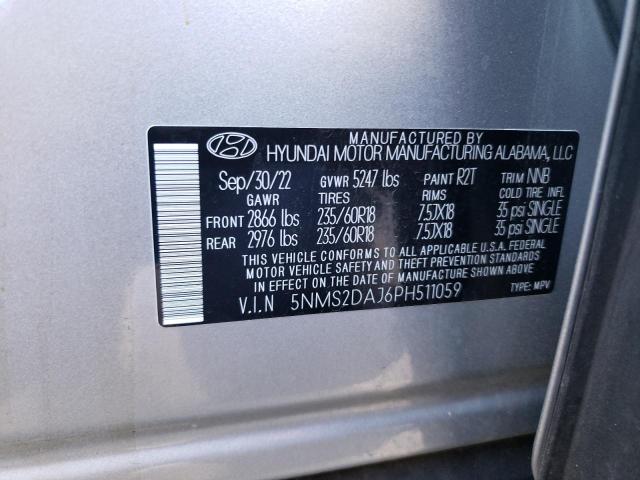 MANUFACTURED BY
HYUNDAI MOTOR MANUFACTURING ALABAMA, LLC
Sep/30/22 GVWR 5247 lbs PAINT R2T TRIM NNB
GAWR TIRES RIMS COLD TIRE INFL
FRONT 2866 lbs 235/60R18 7.5JX18 35 psi SINGLE
REAR 2976 lbs 235/60R18 7.5JX18 35 psi SINGLE
THIS VEHICLE CONFORMS TO ALL APPLICABLE U.S.A. FEDERAL
MOTOR VEHICLE SAFETY AND THEFT PREVENTION STANDARDS
IN EFFECT ON THE DATE OF MANUFACTURE SHOWN ABOVE.
V.I.N 5NMS2DAJ6PH511059 TYPE: MPV